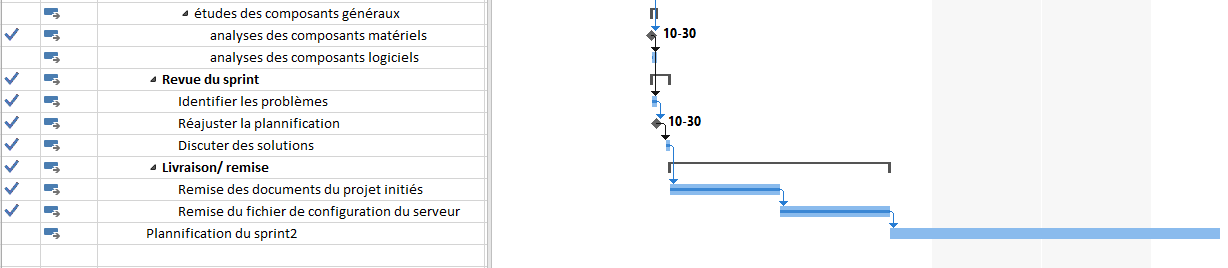 études des composants généraux
analyses des composants matériels 10-30
analyses des composants logiciels
Revue du sprint
Identifier les problèmes
Réajuster la plannification 10-30
Discuter des solutions
Livraison/ remise
Remise des documents du projet initiés
Remise du fichier de configuration du serveur
Plannification du sprint2